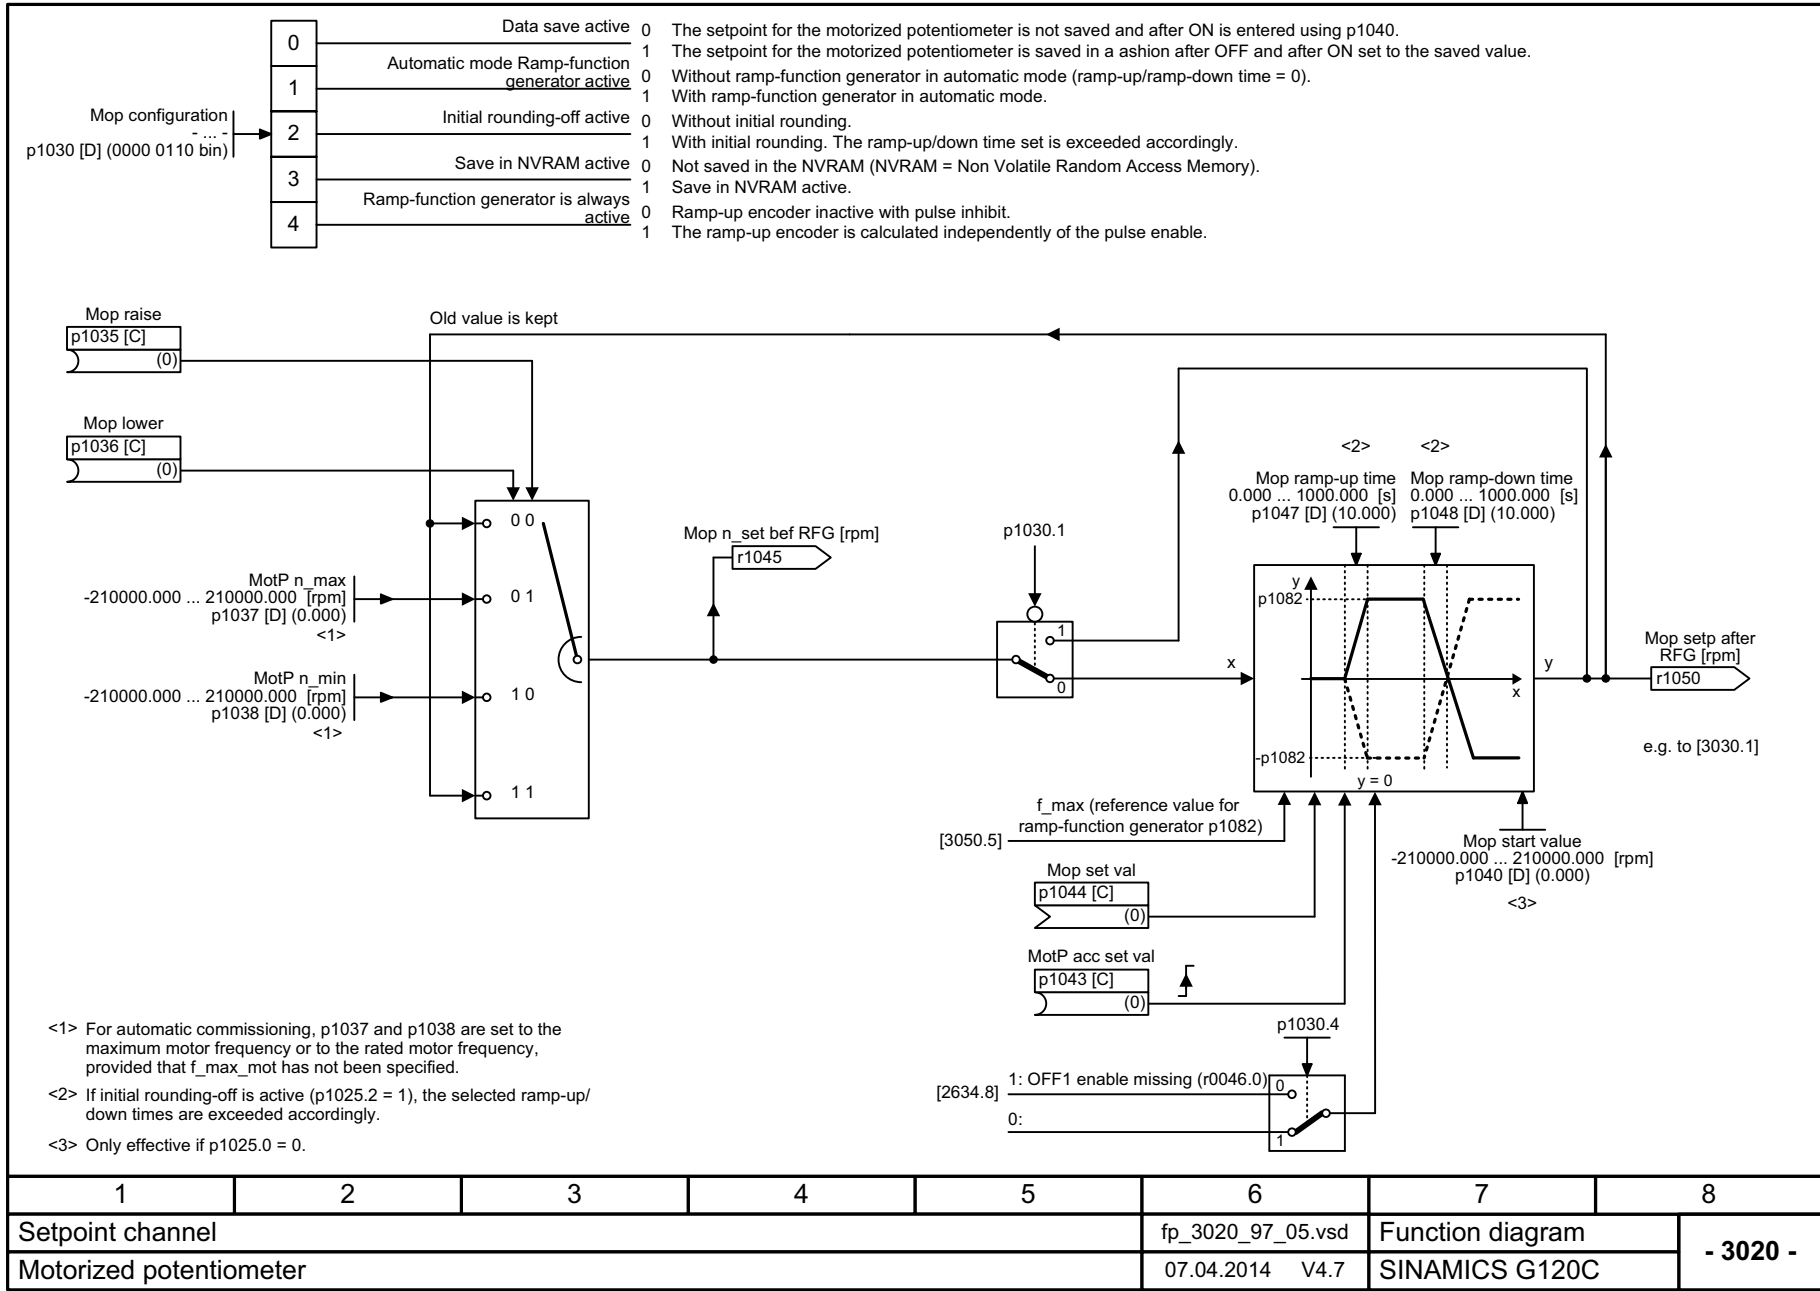 0
Data save active
0 The setpoint for the motorized potentiometer is not saved and after ON is entered using p1040.
1 The setpoint for the motorized potentiometer is saved in a ashion after OFF and after ON set to the saved value.
1
Automatic mode Ramp-function
generator active
0 Without ramp-function generator in automatic mode (ramp-up/ramp-down time = 0).
1 With ramp-function generator in automatic mode.
Mop configuration
- ... -
p1030 [D] (0000 0110 bin)
2
Initial rounding-off active
0 Without initial rounding.
1 With initial rounding. The ramp-up/down time set is exceeded accordingly.
3
Save in NVRAM active
0 Not saved in the NVRAM (NVRAM = Non Volatile Random Access Memory).
1 Save in NVRAM active.
4
Ramp-function generator is always
active
0 Ramp-up encoder inactive with pulse inhibit.
1 The ramp-up encoder is calculated independently of the pulse enable.
Mop raise
p1035 [C]
(0)
Old value is kept
Mop lower
p1036 [C]
(0)
0 0
0 1
1 0
1 1
MotP n_max
-210000.000 ... 210000.000 [rpm]
p1037 [D] (0.000)
<1>
MotP n_min
-210000.000 ... 210000.000 [rpm]
p1038 [D] (0.000)
<1>
Mop n_set bef RFG [rpm]
r1045
p1030.1
1
0
<2>
Mop ramp-up time
0.000 ... 1000.000 [s]
p1047 [D] (10.000)
<2>
Mop ramp-down time
0.000 ... 1000.000 [s]
p1048 [D] (10.000)
x
y
p1082
x
-p1082
y = 0
y
Mop setp after
RFG [rpm]
r1050
e.g. to [3030.1]
f_max (reference value for
ramp-function generator p1082)
[3050.5]
Mop start value
-210000.000 ... 210000.000 [rpm]
p1040 [D] (0.000)
<3>
Mop set val
p1044 [C]
(0)
MotP acc set val
p1043 [C]
(0)
p1030.4
[2634.8]
1: OFF1 enable missing (r0046.0)
0
0:
1
<1> For automatic commissioning, p1037 and p1038 are set to the
maximum motor frequency or to the rated motor frequency,
provided that f_max_mot has not been specified.
<2> If initial rounding-off is active (p1025.2 = 1), the selected ramp-up/
down times are exceeded accordingly.
<3> Only effective if p1025.0 = 0.
1 2 3 4 5 6 7 8
Setpoint channel
fp_3020_97_05.vsd
Function diagram
- 3020 -
Motorized potentiometer
07.04.2014 V4.7
SINAMICS G120C